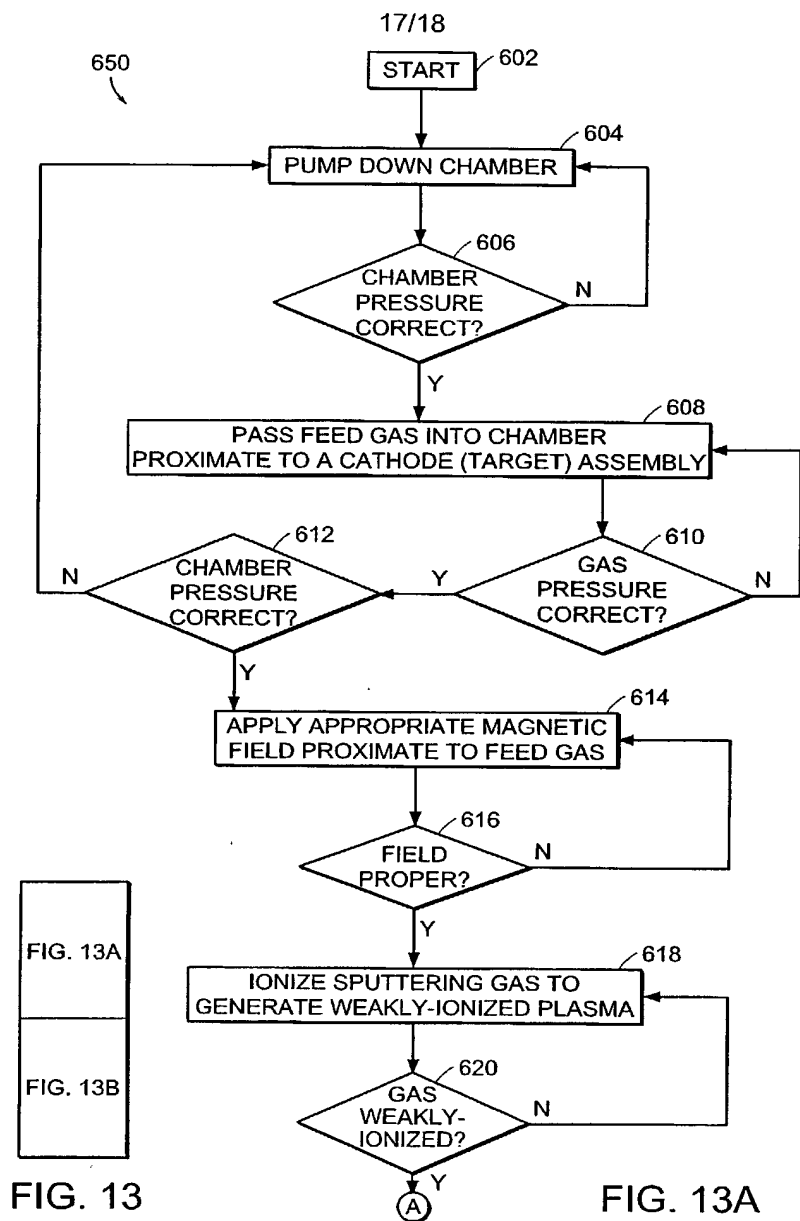 17/18
650
START
602
604
PUMP DOWN CHAMBER
606
CHAMBER
PRESSURE
CORRECT?
N
Y
608
PASS FEED GAS INTO CHAMBER
PROXIMATE TO A CATHODE (TARGET) ASSEMBLY
612
CHAMBER
PRESSURE
CORRECT?
N
Y
610
GAS
PRESSURE
CORRECT?
Y
N
614
APPLY APPROPRIATE MAGNETIC
FIELD PROXIMATE TO FEED GAS
616
FIELD
PROPER?
N
Y
618
IONIZE SPUTTERING GAS TO
GENERATE WEAKLY-IONIZED PLASMA
620
GAS
WEAKLY-
IONIZED?
N
Y
A
FIG. 13A
FIG. 13B
FIG. 13
FIG. 13A